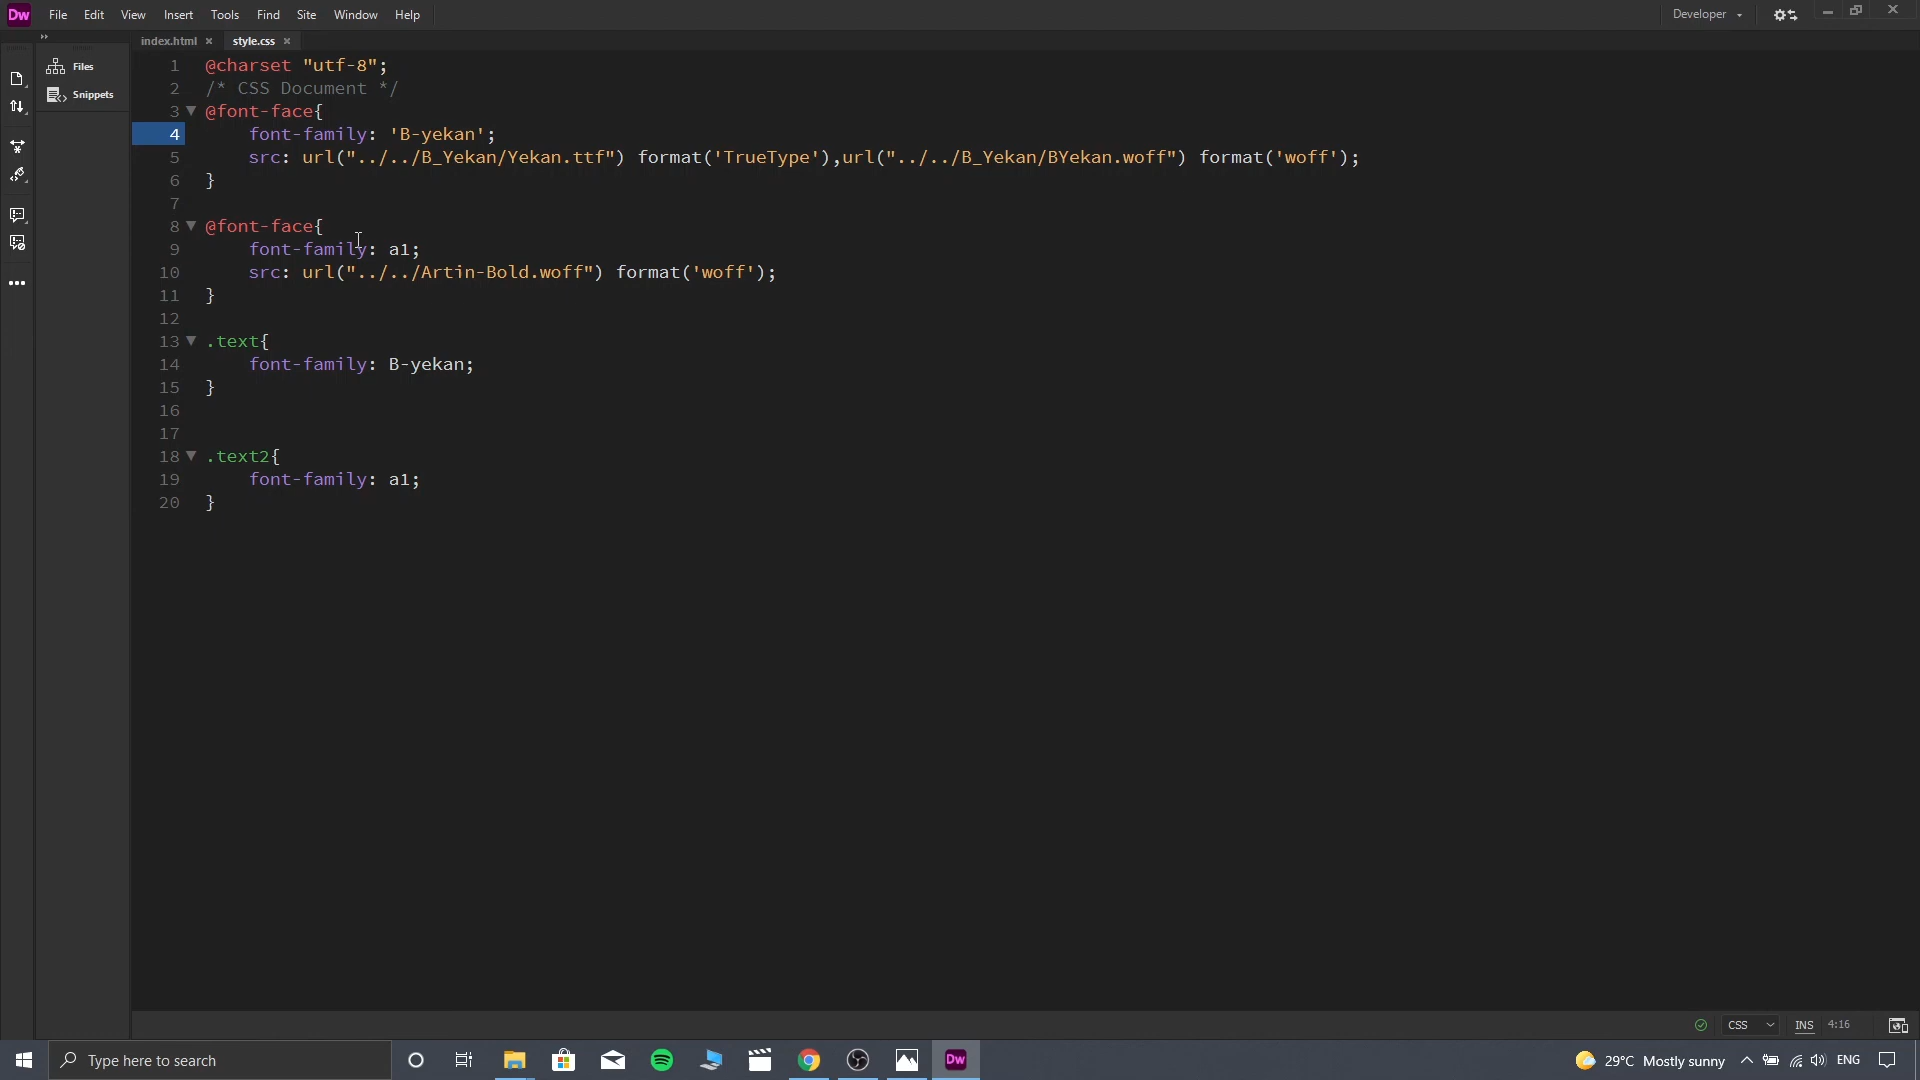 Dw File Edit View Insert Tools Find Site Window Help Developer
index.html × style.css ×
Files
Snippets
1 @charset "utf-8";
2 /* CSS Document */
3 @font-face{
4 font-family: 'B-yekan';
5 src: url("../../B_Yekan/Yekan.ttf") format('TrueType'),url("../../B_Yekan/BYekan.woff") format('woff');
6 }
7
8 @font-face{
9 font-family: a1;
10 src: url("../../Artin-Bold.woff") format('woff');
11 }
12
13 .text{
14 font-family: B-yekan;
15 }
16
17
18 .text2{
19 font-family: a1;
20 }
CSS INS 4:16
Type here to search Dw 29°C Mostly sunny ENG